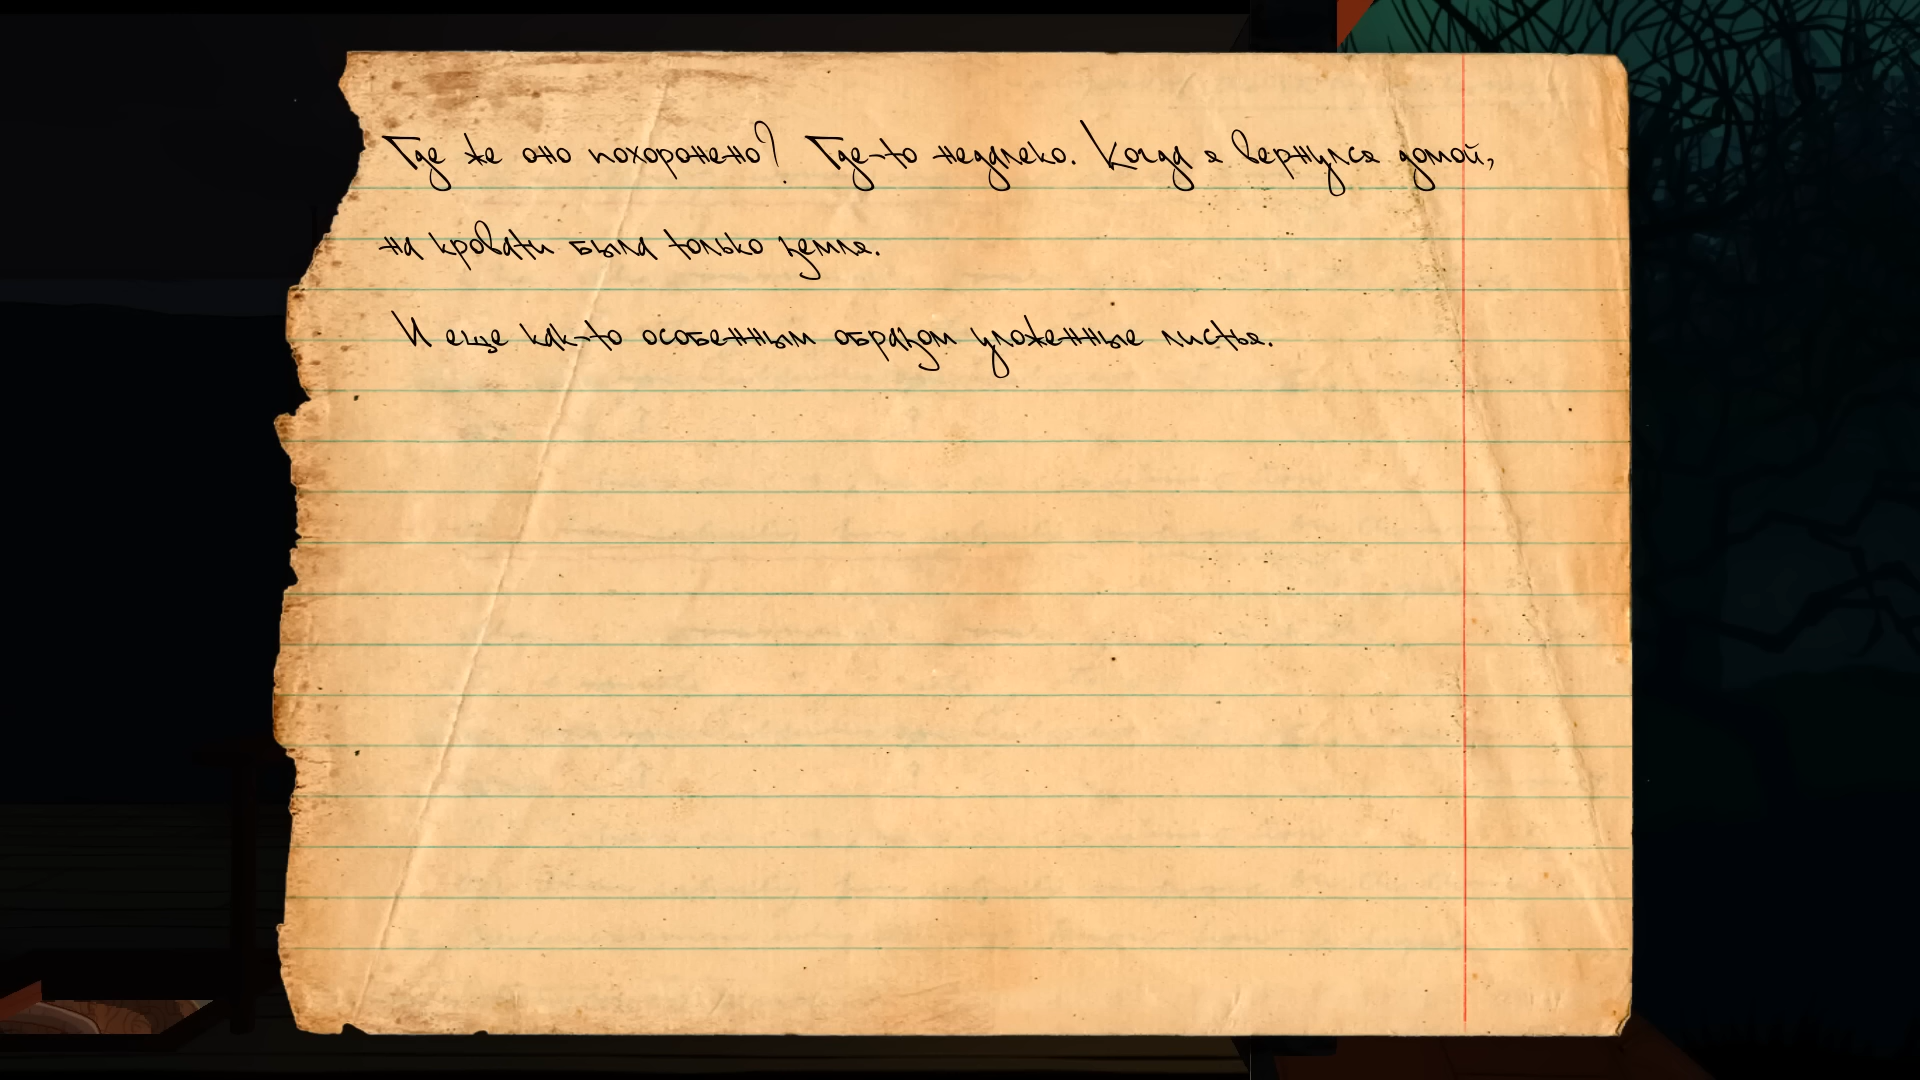 Где же оно похоронено? Где-то недалеко. Когда я вернулся домой,
на кровати была только земля.
И еще как-то особенным образом уложенные листья.